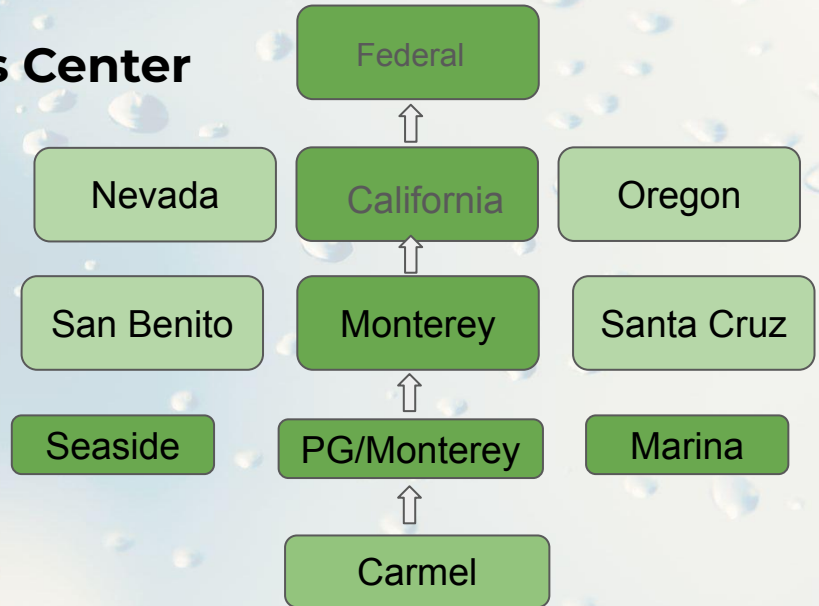 s Center
Federal
Nevada
California
Oregon
San Benito
Monterey
Santa Cruz
Seaside
PG/Monterey
Marina
Carmel